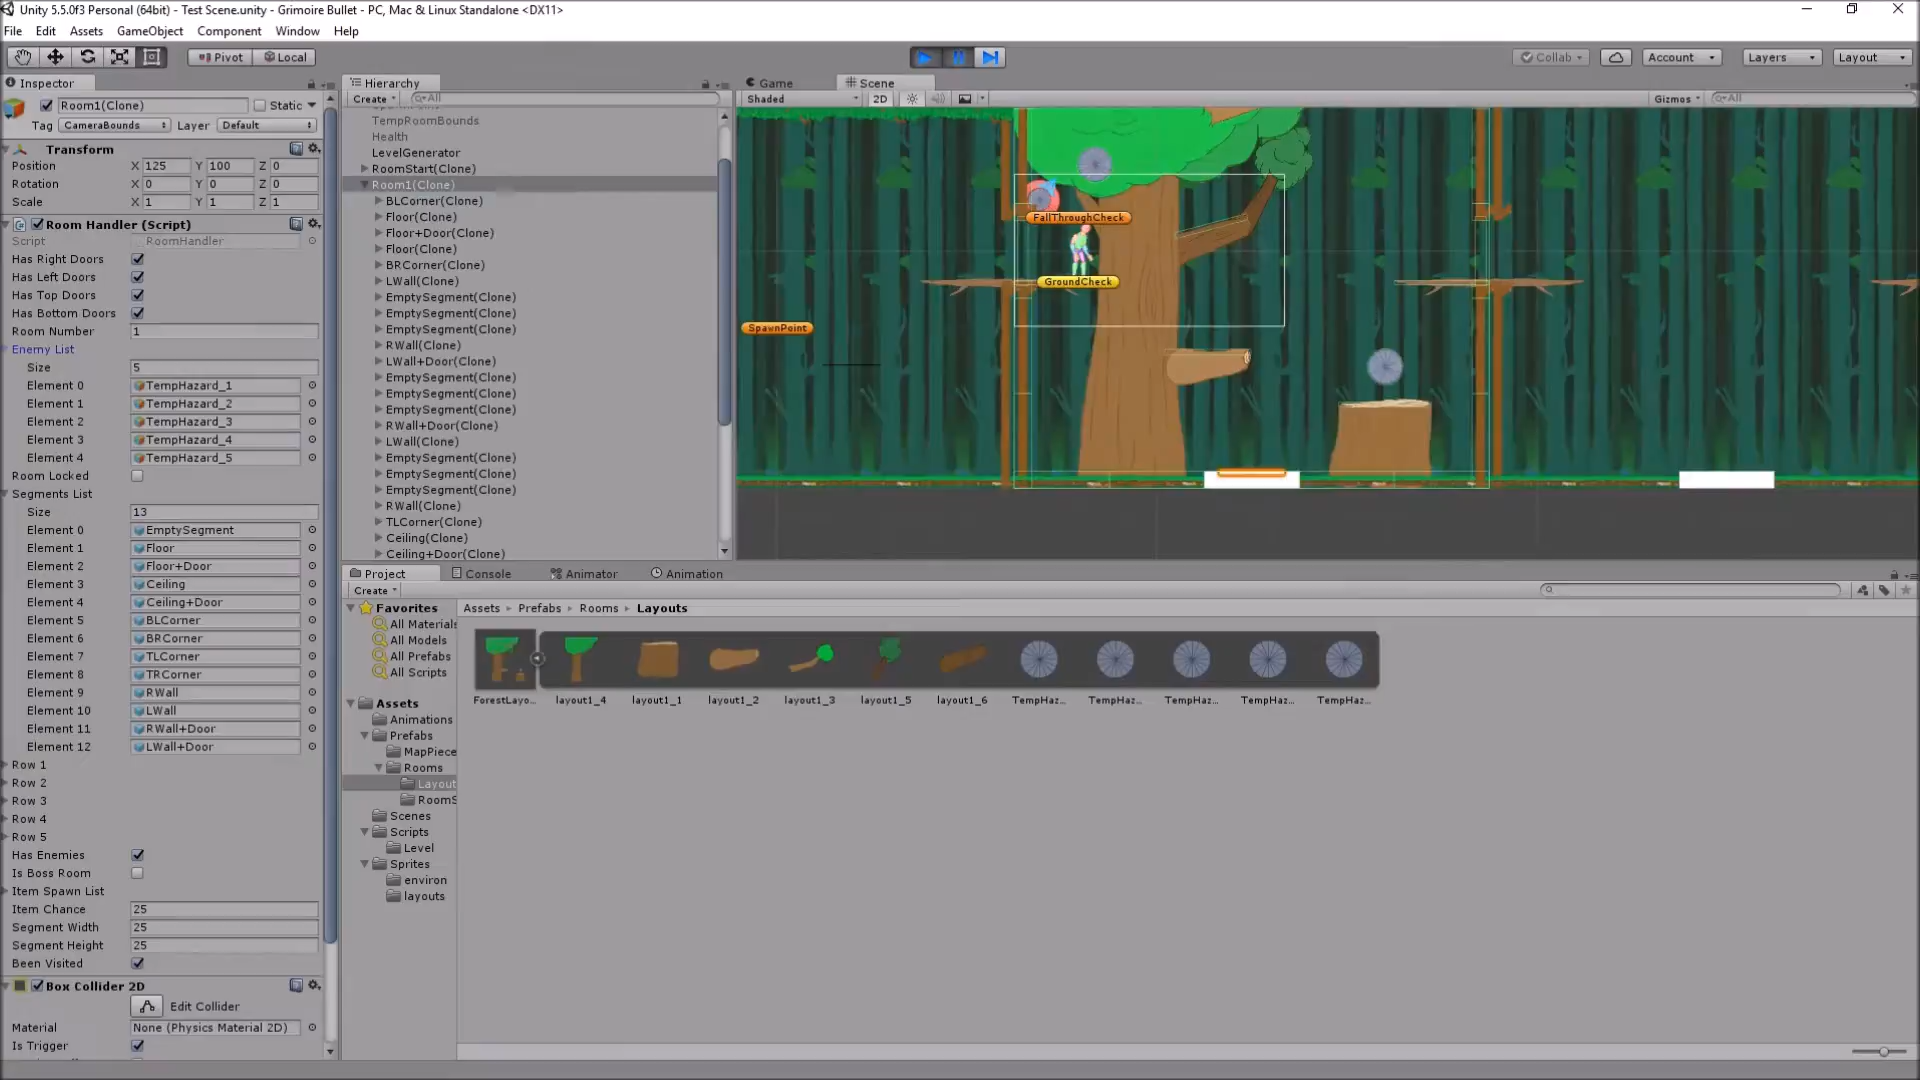 Unity 5.5.0f3 Personal (64bit) - Test Scene.unity - Grimoire Bullet - PC, Mac & Linux Standalone <DX11>
File Edit Assets GameObject Component Window Help
Pivot Local
Collab Account Layers Layout
Inspector
Room1(Clone) Static
Tag CameraBounds Layer Default
Transform
Position X 125 Y 100 Z 0
Rotation X 0 Y 0 Z 0
Scale X 1 Y 1 Z 1
Room Handler (Script)
Script RoomHandler
Has Right Doors
Has Left Doors
Has Top Doors
Has Bottom Doors
Room Number 1
Enemy List
Size 5
Element 0 TempHazard_1
Element 1 TempHazard_2
Element 2 TempHazard_3
Element 3 TempHazard_4
Element 4 TempHazard_5
Room Locked
Segments List
Size 13
Element 0 EmptySegment
Element 1 Floor
Element 2 Floor+Door
Element 3 Ceiling
Element 4 Ceiling+Door
Element 5 BLCorner
Element 6 BRCorner
Element 7 TLCorner
Element 8 TRCorner
Element 9 RWall
Element 10 LWall
Element 11 RWall+Door
Element 12 LWall+Door
Row 1
Row 2
Row 3
Row 4
Row 5
Has Enemies
Is Boss Room
Item Spawn List
Item Chance 25
Segment Width 25
Segment Height 25
Been Visited
Box Collider 2D
Edit Collider
Material None (Physics Material 2D)
Is Trigger
Hierarchy
Create All
TempRoomBounds
Health
LevelGenerator
RoomStart(Clone)
Room1(Clone)
BLCorner(Clone)
Floor(Clone)
Floor+Door(Clone)
Floor(Clone)
BRCorner(Clone)
LWall(Clone)
EmptySegment(Clone)
EmptySegment(Clone)
EmptySegment(Clone)
RWall(Clone)
LWall+Door(Clone)
EmptySegment(Clone)
EmptySegment(Clone)
EmptySegment(Clone)
RWall+Door(Clone)
LWall(Clone)
EmptySegment(Clone)
EmptySegment(Clone)
EmptySegment(Clone)
RWall(Clone)
TLCorner(Clone)
Ceiling(Clone)
Ceiling+Door(Clone)
Game Scene
Shaded 2D Gizmos All
FallThroughCheck
GroundCheck
SpawnPoint
Project Console Animator Animation
Create
Favorites
All Materials
All Models
All Prefabs
All Scripts
Assets
Animations
Prefabs
MapPiece
Rooms
Layout
RoomS
Scenes
Scripts
Level
Sprites
environ
layouts
Assets Prefabs Rooms Layouts
ForestLayo... layout1_4 layout1_1 layout1_2 layout1_3 layout1_5 layout1_6 TempHaz... TempHaz... TempHaz... TempHaz... TempHaz...